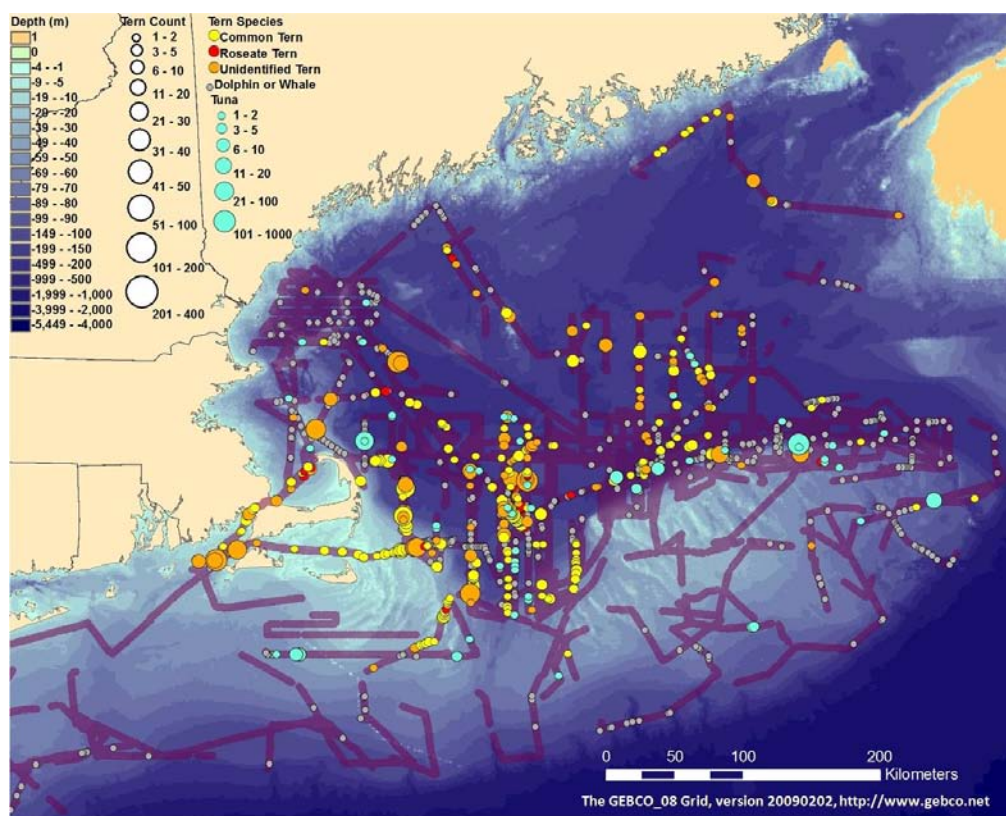 Depth (m)
1
0
-4 - -1
-9 - -5
-19 - -10
-29 - -20
-39 - -30
-49 - -40
-59 - -50
-69 - -60
-79 - -70
-89 - -80
-99 - -90
-149 - -100
-199 - -150
-499 - -200
-999 - -500
-1,999 - -1,000
-3,999 - -2,000
-5,449 - -4,000
Tern Count
1 - 2
3 - 5
6 - 10
11 - 20
21 - 30
31 - 40
41 - 50
51 - 100
101 - 200
201 - 400
Tern Species
Common Tern
Roseate Tern
Unidentified Tern
Dolphin or Whale
Tuna
1 - 2
3 - 5
6 - 10
11 - 20
21 - 100
101 - 1000
0 50 100 200
Kilometers
The GEBCO_08 Grid, version 20090202, http://www.gebco.net